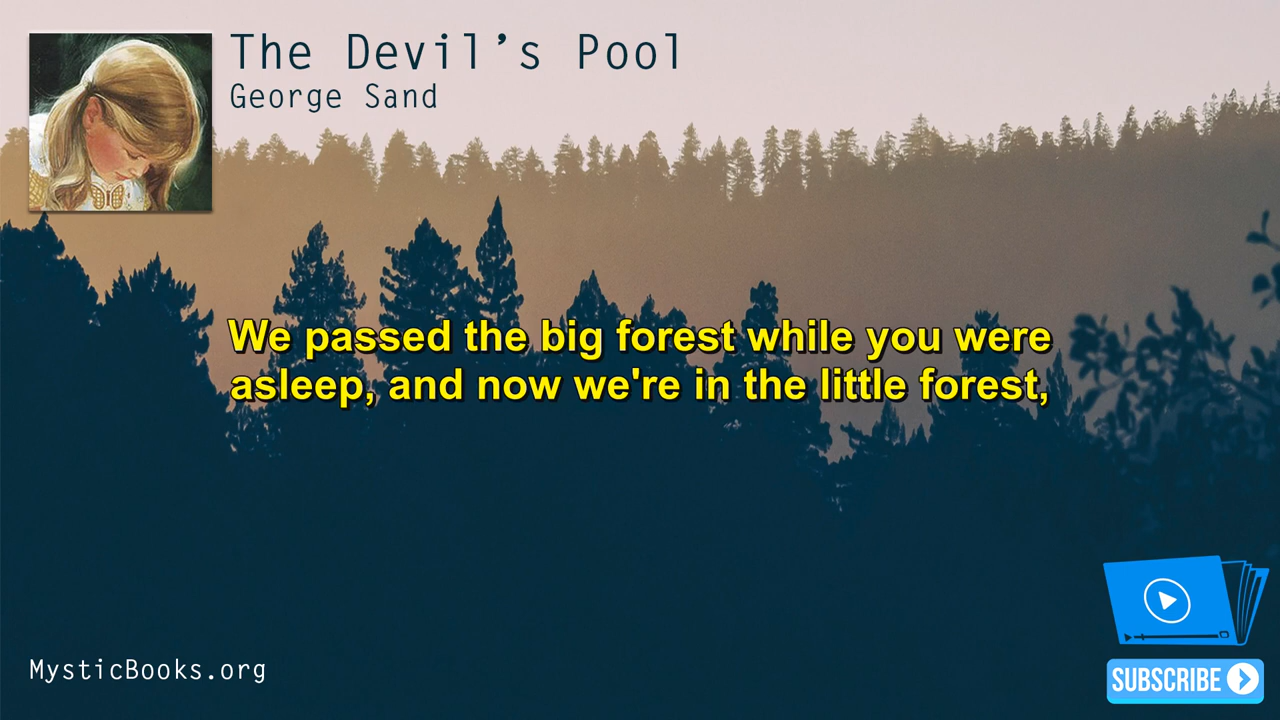 The Devil’s Pool
George Sand
We passed the big forest while you were
asleep, and now we're in the little forest,
MysticBooks.org
SUBSCRIBE